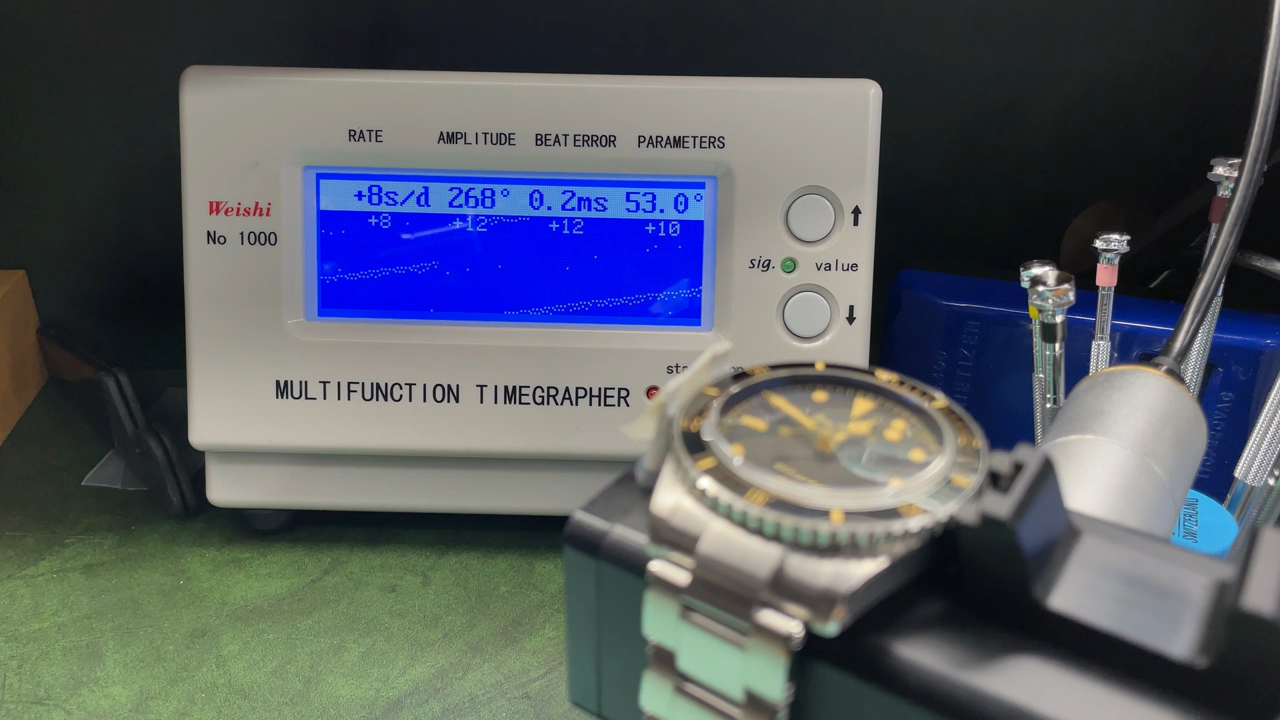 RATE AMPLITUDE BEAT ERROR PARAMETERS
+8s/d 268° 0.2ms 53.0°
+8 +12 +12 +10
Weishi
No 1000
sig. value
MULTIFUNCTION TIMEGRAPHER
SWITZERLAND